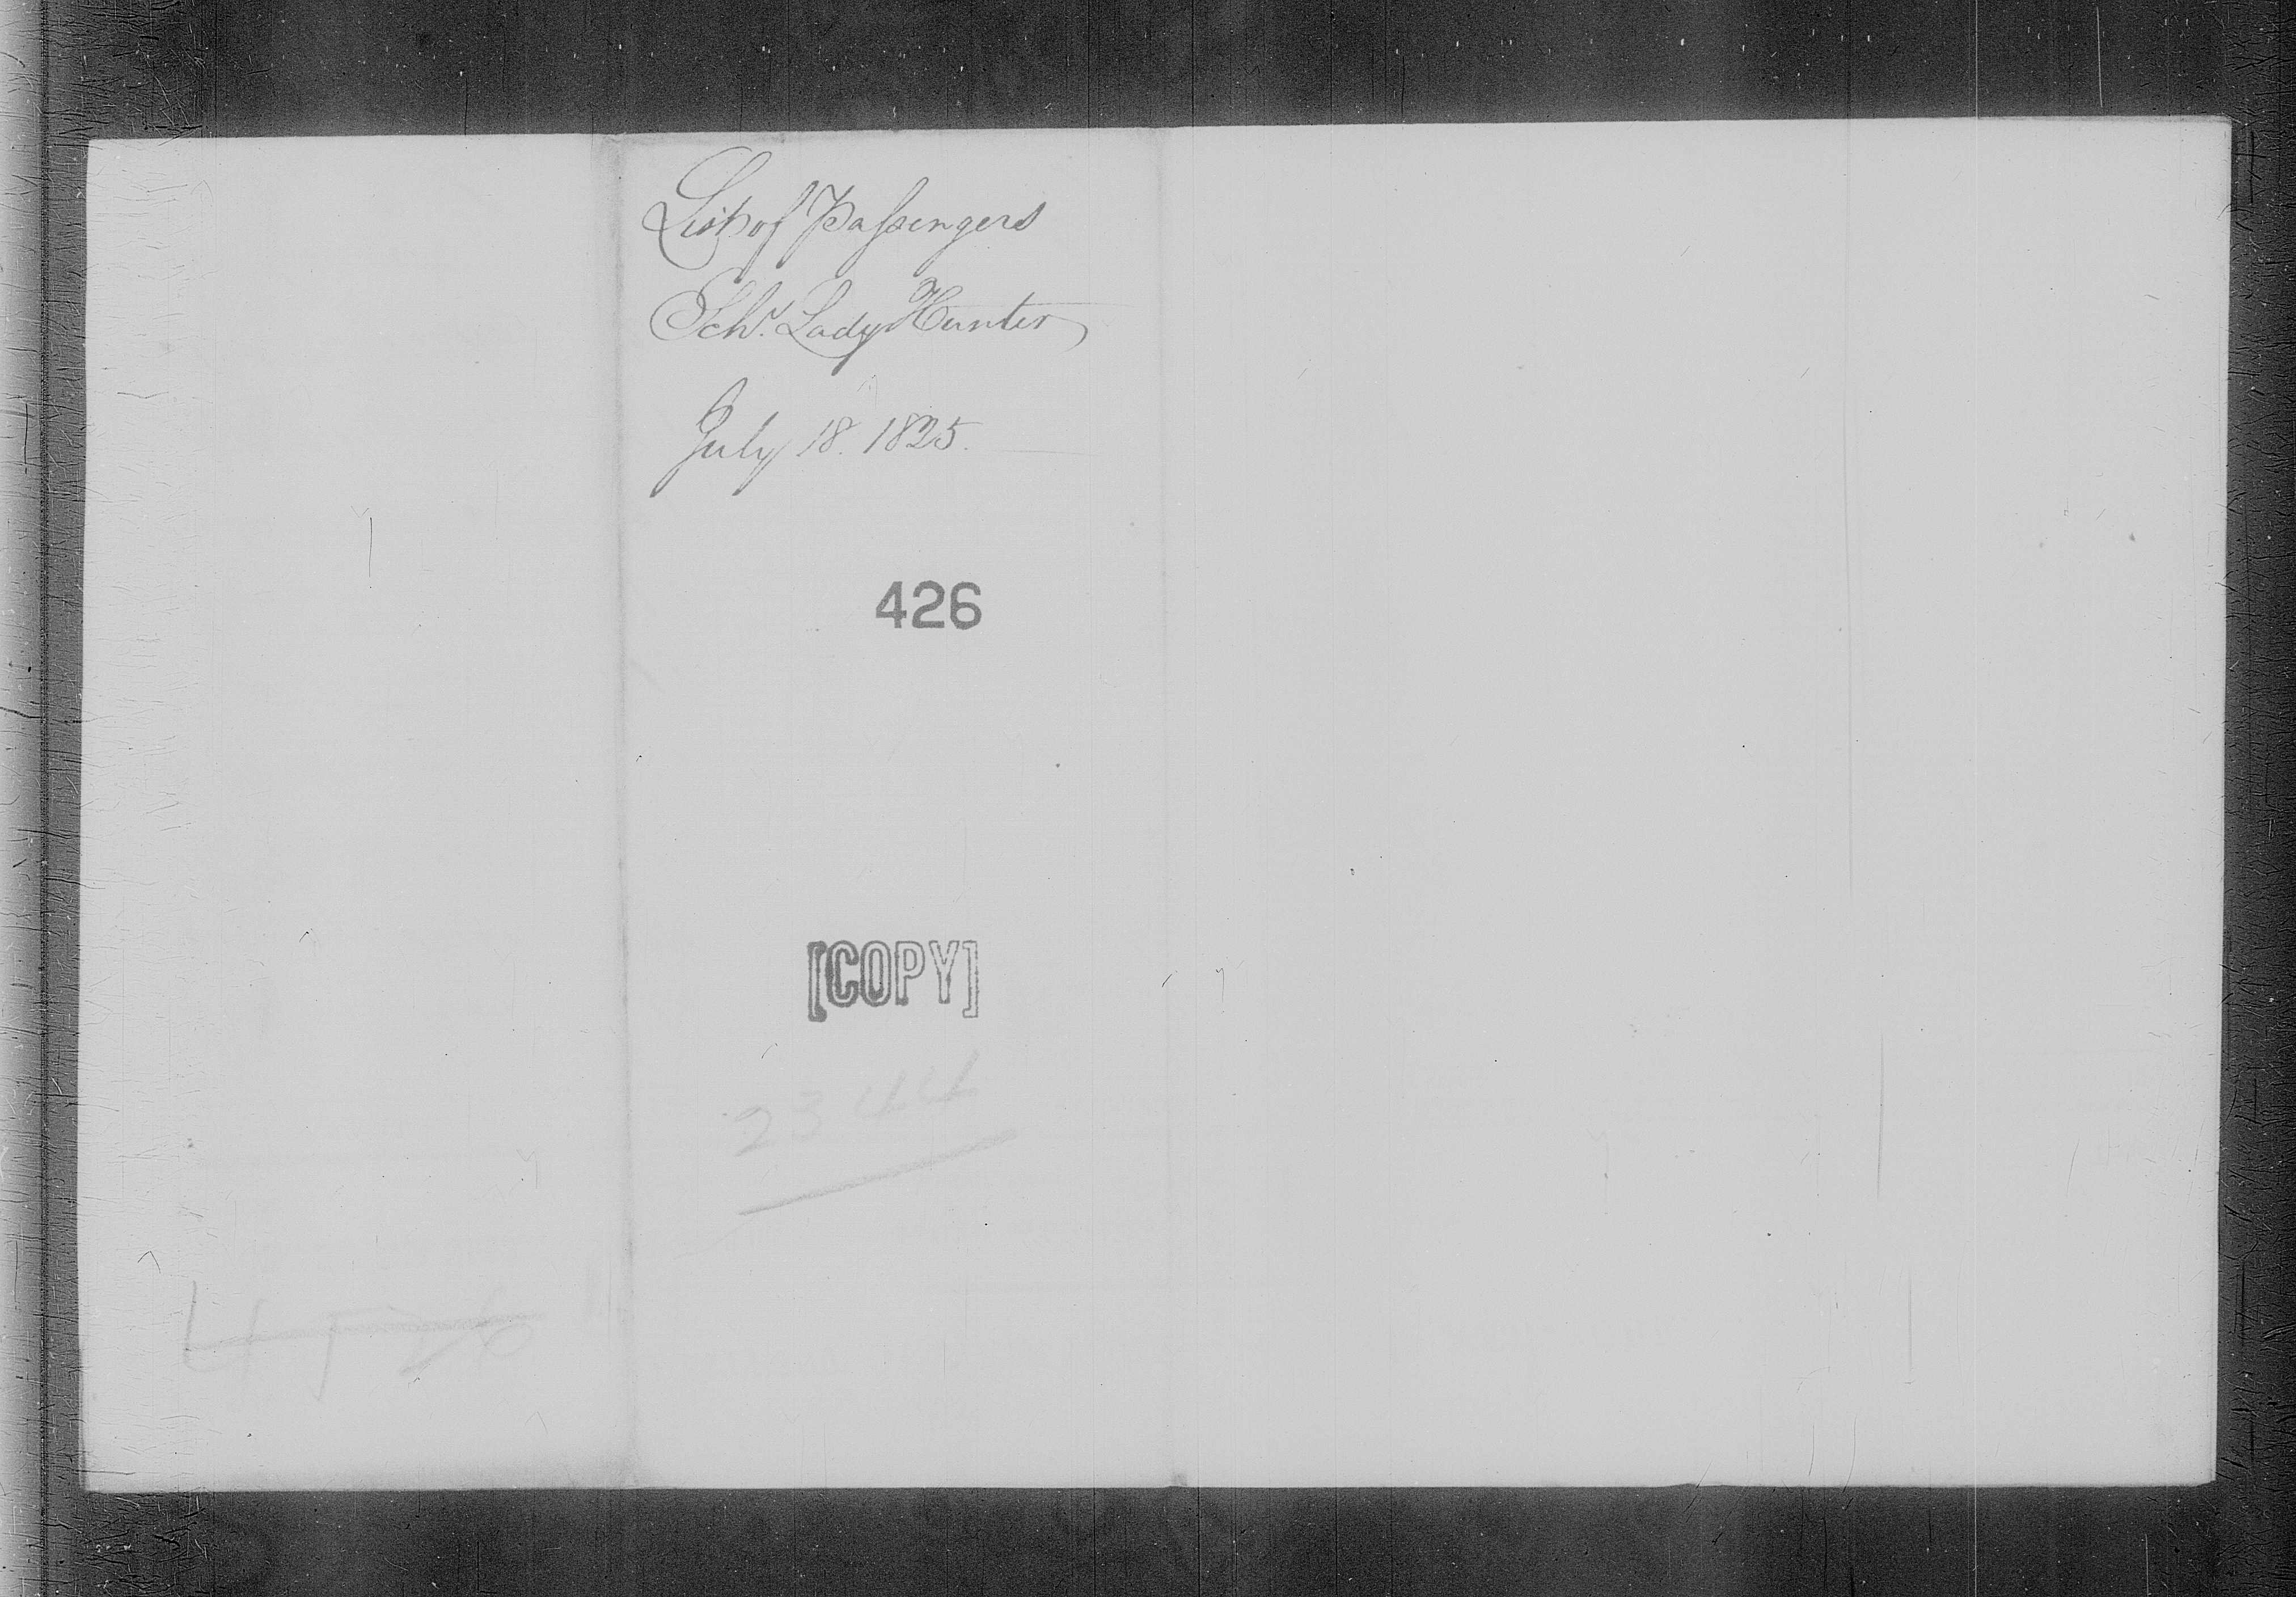 List of Passengers
Schr. Lady Hunter
July 18. 1825.
426
[COPY]
2344